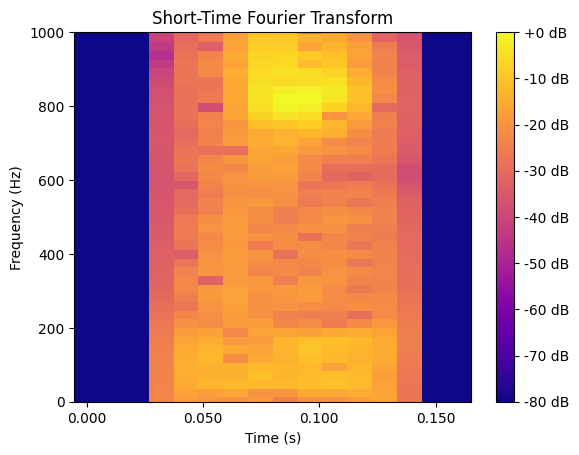 Short-Time Fourier Transform
Frequency (Hz)
1000
800
600
400
200
0
0.000
0.050
0.100
0.150
Time (s)
+0 dB
-10 dB
-20 dB
-30 dB
-40 dB
-50 dB
-60 dB
-70 dB
-80 dB